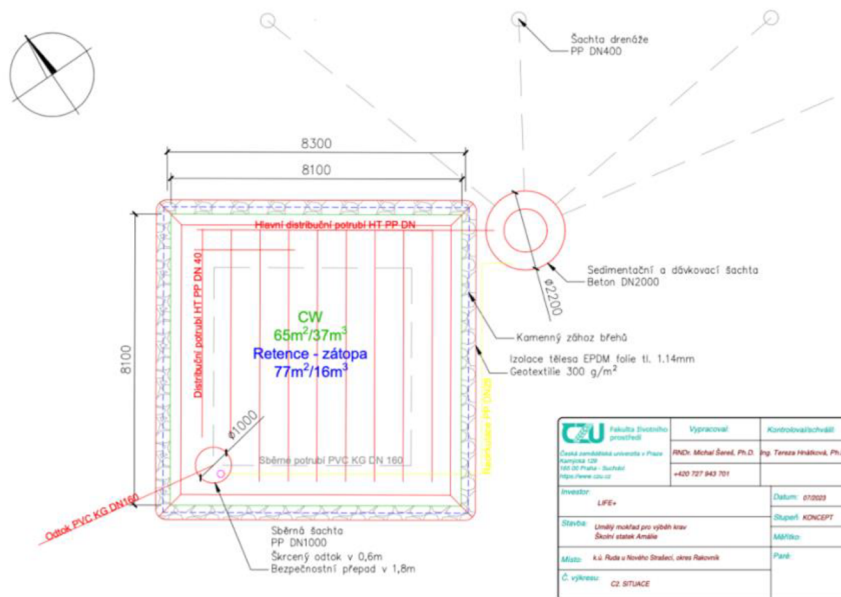 Šachta drenáže
PP DN400
8300
8100
Hlavní distribuční potrubí HT PP DN
Distribuční potrubí HT PP DN 40
8100
CW
65m²/37m³
Retence - zátopa
77m²/16m³
ø2200
Sedimentační a dávkovací šachta
Beton DN2000
Kamenný zához břehů
Izolace tělesa EPDM folie tl. 1.14mm
Geotextilie 300 g/m²
ø1000
Sběrné potrubí PVC KG DN 160
Odtok PVC KG DN160
Sběrná šachta
PP DN1000
Škrcený odtok v 0,6m
Bezpečnostní přepad v 1,8m
CZU
Fakulta životního
prostředí
Česká zemědělská univerzita v Praze
Kamýcká 129
165 00 Praha - Suchdol
https://www.czu.cz
Vypracoval:
RNDr. Michal Šereš, Ph.D.
+420 727 943 701
Kontroloval/schválil:
Ing. Tereza Hnátková, Ph.
Investor:
LIFE+
Datum: 07/2023
Stavba:
Umělý mokřad pro výběh krav
Školní statek Amálie
Stupeň: KONCEPT
Měřítko:
Místo:
k.ú. Ruda u Nového Strašecí, okres Rakovník
Paré:
Č. výkresu:
C2. SITUACE